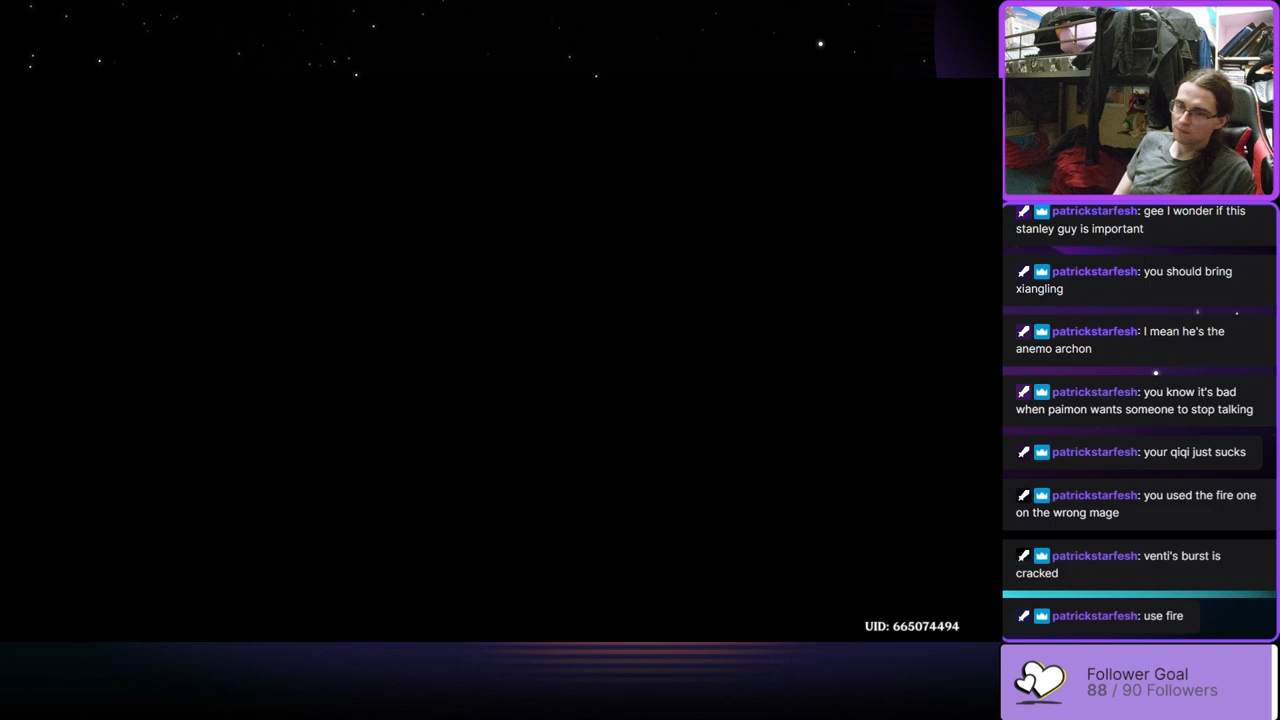 patrickstarfesh: gee I wonder if this
stanley guy is important
patrickstarfesh: you should bring
xiangling
patrickstarfesh: I mean he's the
anemo archon
patrickstarfesh: you know it's bad
when paimon wants someone to stop talking
patrickstarfesh: your qiqi just sucks
patrickstarfesh: you used the fire one
on the wrong mage
patrickstarfesh: venti's burst is
cracked
patrickstarfesh: use fire
UID: 665074494
Follower Goal
88 / 90 Followers